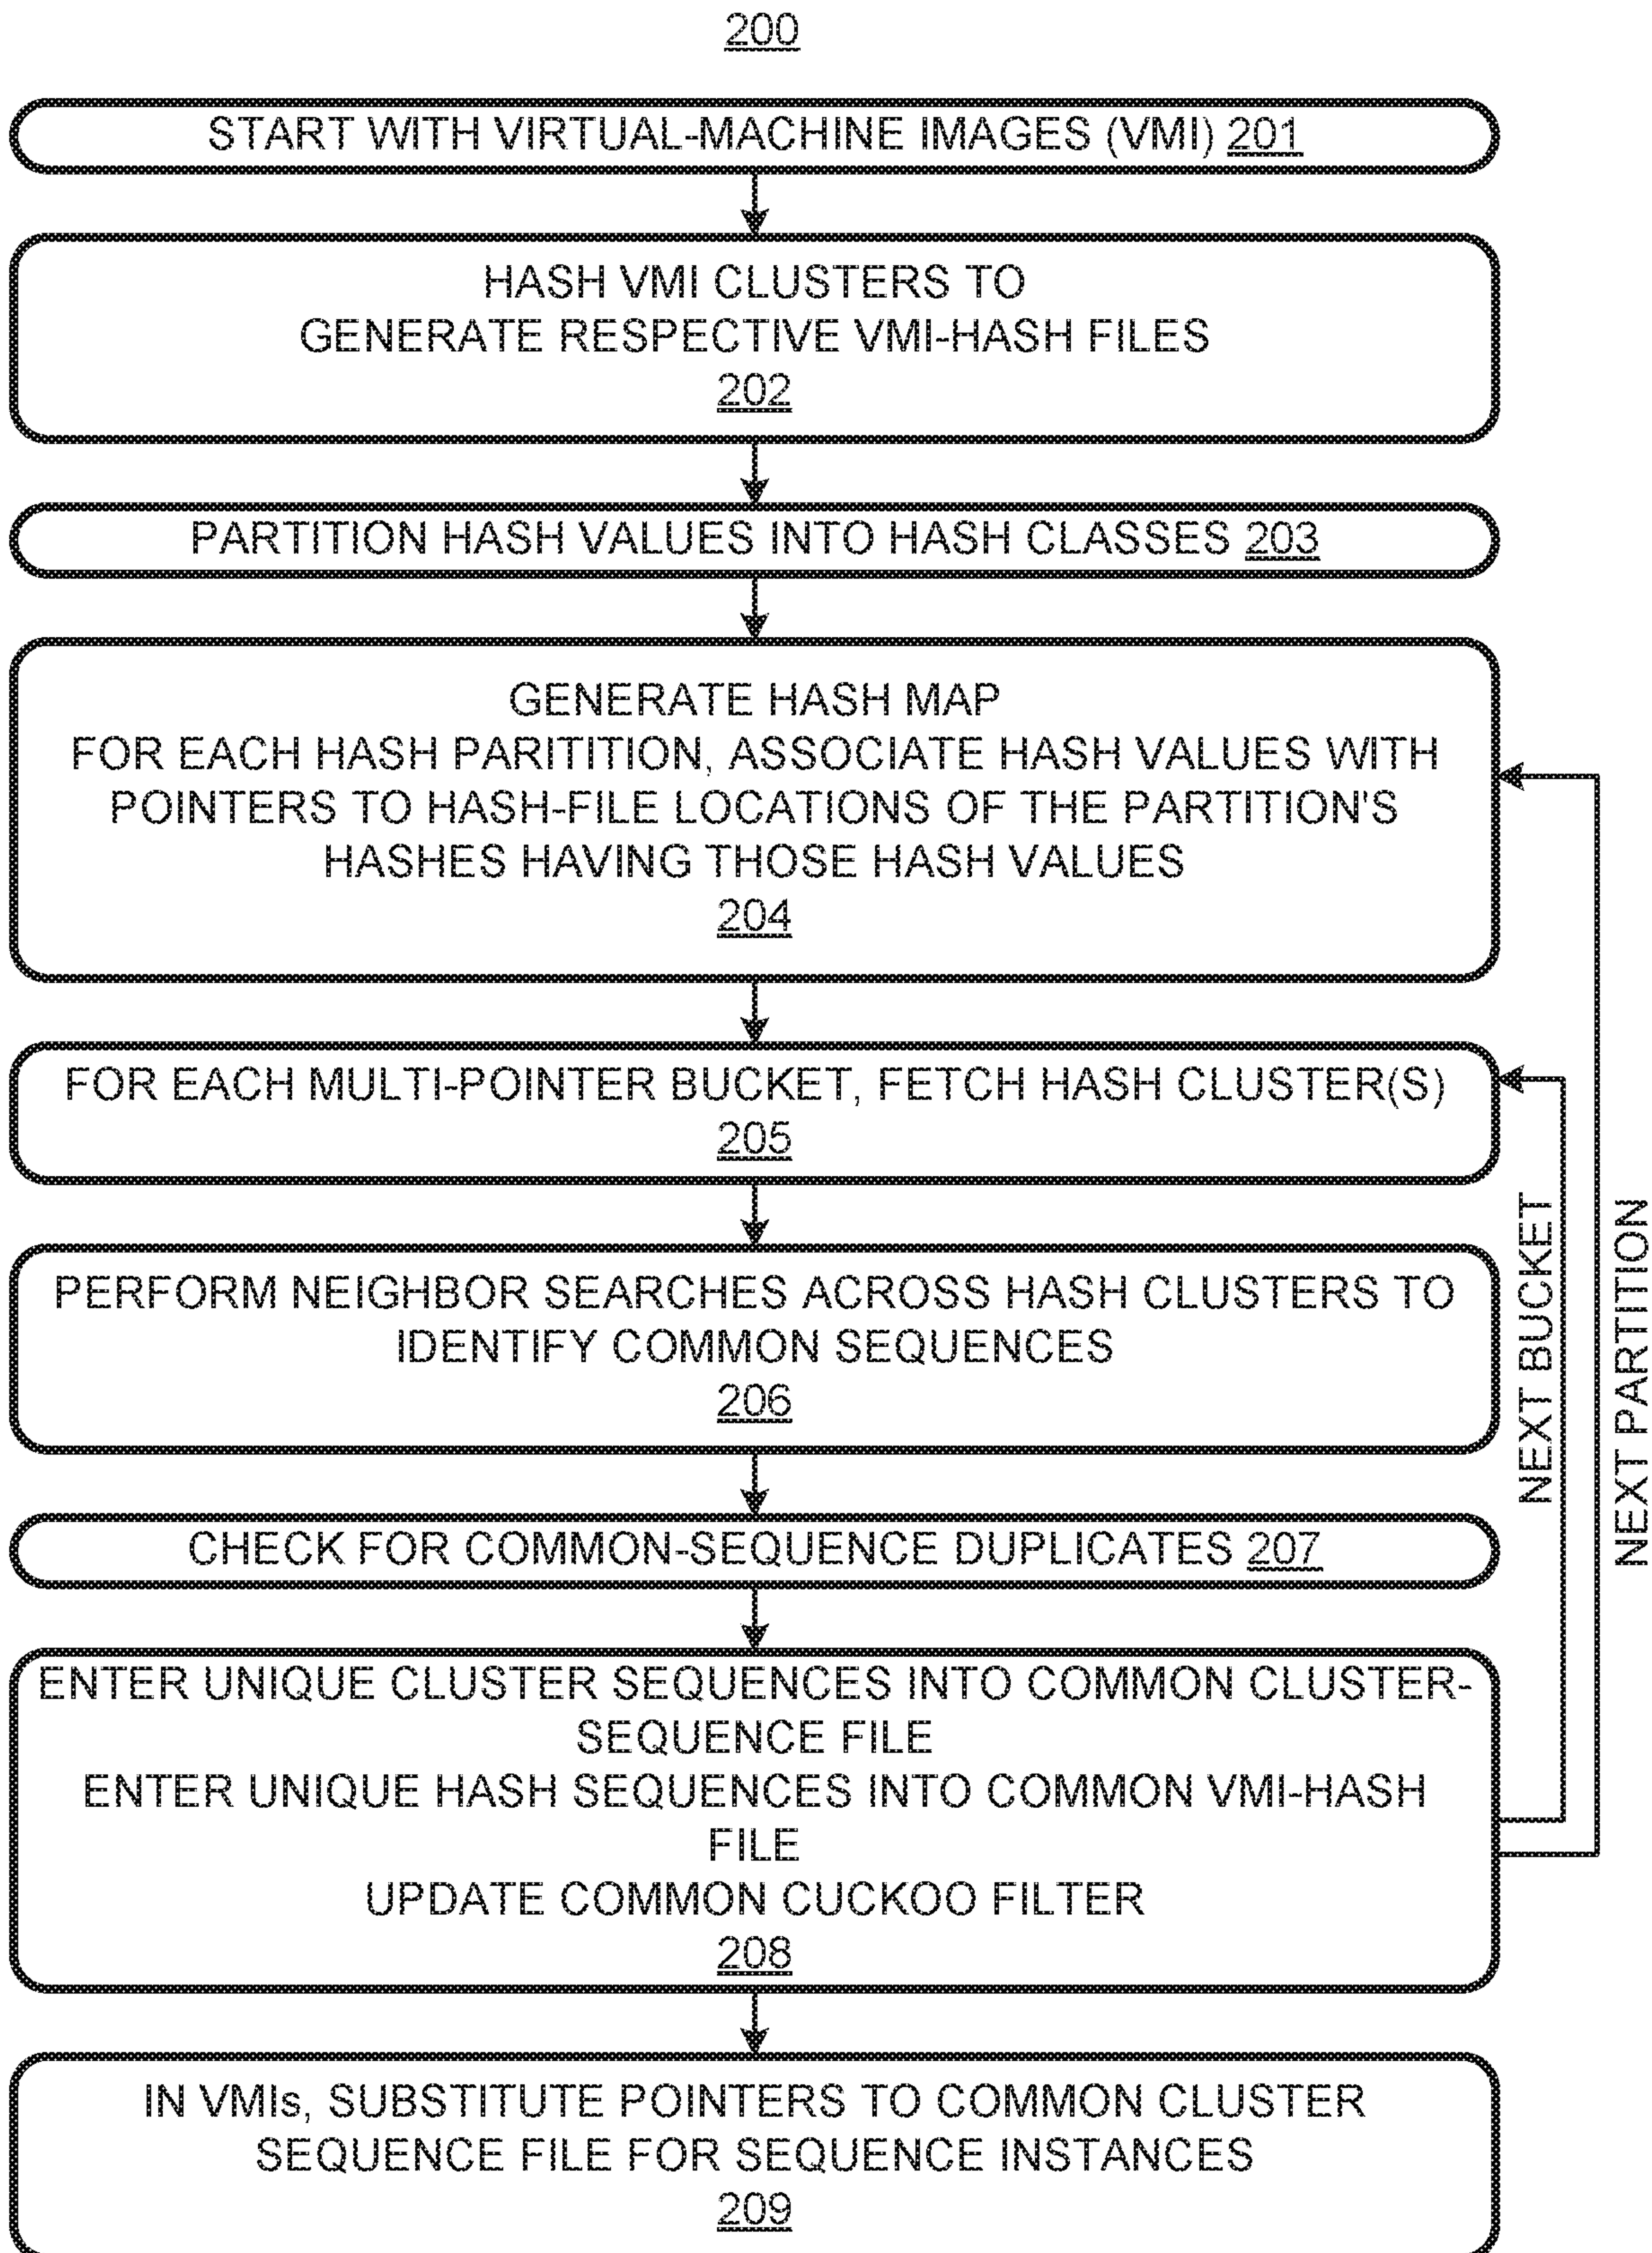 200
START WITH VIRTUAL-MACHINE IMAGES (VMI) 201
HASH VMI CLUSTERS TO
GENERATE RESPECTIVE VMI-HASH FILES
202
PARTITION HASH VALUES INTO HASH CLASSES 203
GENERATE HASH MAP
FOR EACH HASH PARITITION, ASSOCIATE HASH VALUES WITH
POINTERS TO HASH-FILE LOCATIONS OF THE PARTITION'S
HASHES HAVING THOSE HASH VALUES
204
FOR EACH MULTI-POINTER BUCKET, FETCH HASH CLUSTER(S)
205
PERFORM NEIGHBOR SEARCHES ACROSS HASH CLUSTERS TO
IDENTIFY COMMON SEQUENCES
206
CHECK FOR COMMON-SEQUENCE DUPLICATES 207
ENTER UNIQUE CLUSTER SEQUENCES INTO COMMON CLUSTER-
SEQUENCE FILE
ENTER UNIQUE HASH SEQUENCES INTO COMMON VMI-HASH
FILE
UPDATE COMMON CUCKOO FILTER
208
NEXT BUCKET
NEXT PARTITION
IN VMIs, SUBSTITUTE POINTERS TO COMMON CLUSTER
SEQUENCE FILE FOR SEQUENCE INSTANCES
209